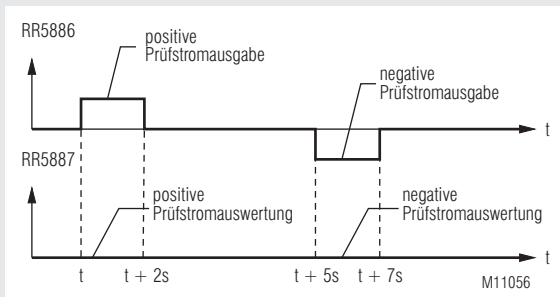 RR5886
positive
Prüfstromausgabe
negative
Prüfstromausgabe
t
RR5887
positive
Prüfstromauswertung
negative
Prüfstromauswertung
t
t
t + 2s
t + 5s
t + 7s
M11056